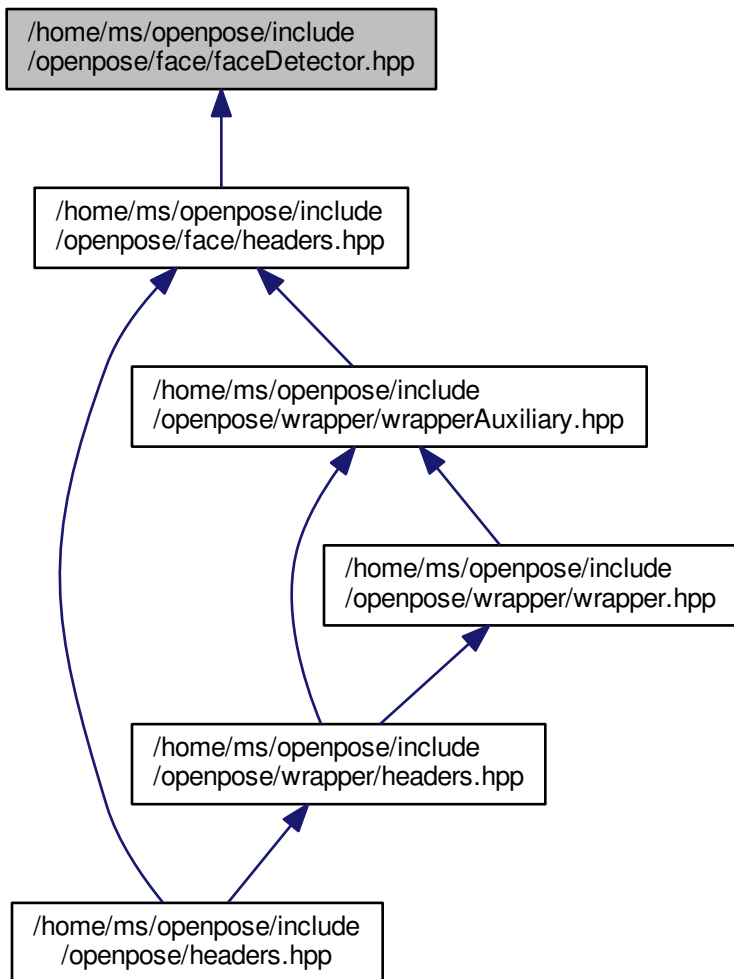 /home/ms/openpose/include
/openpose/face/faceDetector.hpp
/home/ms/openpose/include
/openpose/face/headers.hpp
/home/ms/openpose/include
/openpose/wrapper/wrapperAuxiliary.hpp
/home/ms/openpose/include
/openpose/wrapper/wrapper.hpp
/home/ms/openpose/include
/openpose/wrapper/headers.hpp
/home/ms/openpose/include
/openpose/headers.hpp